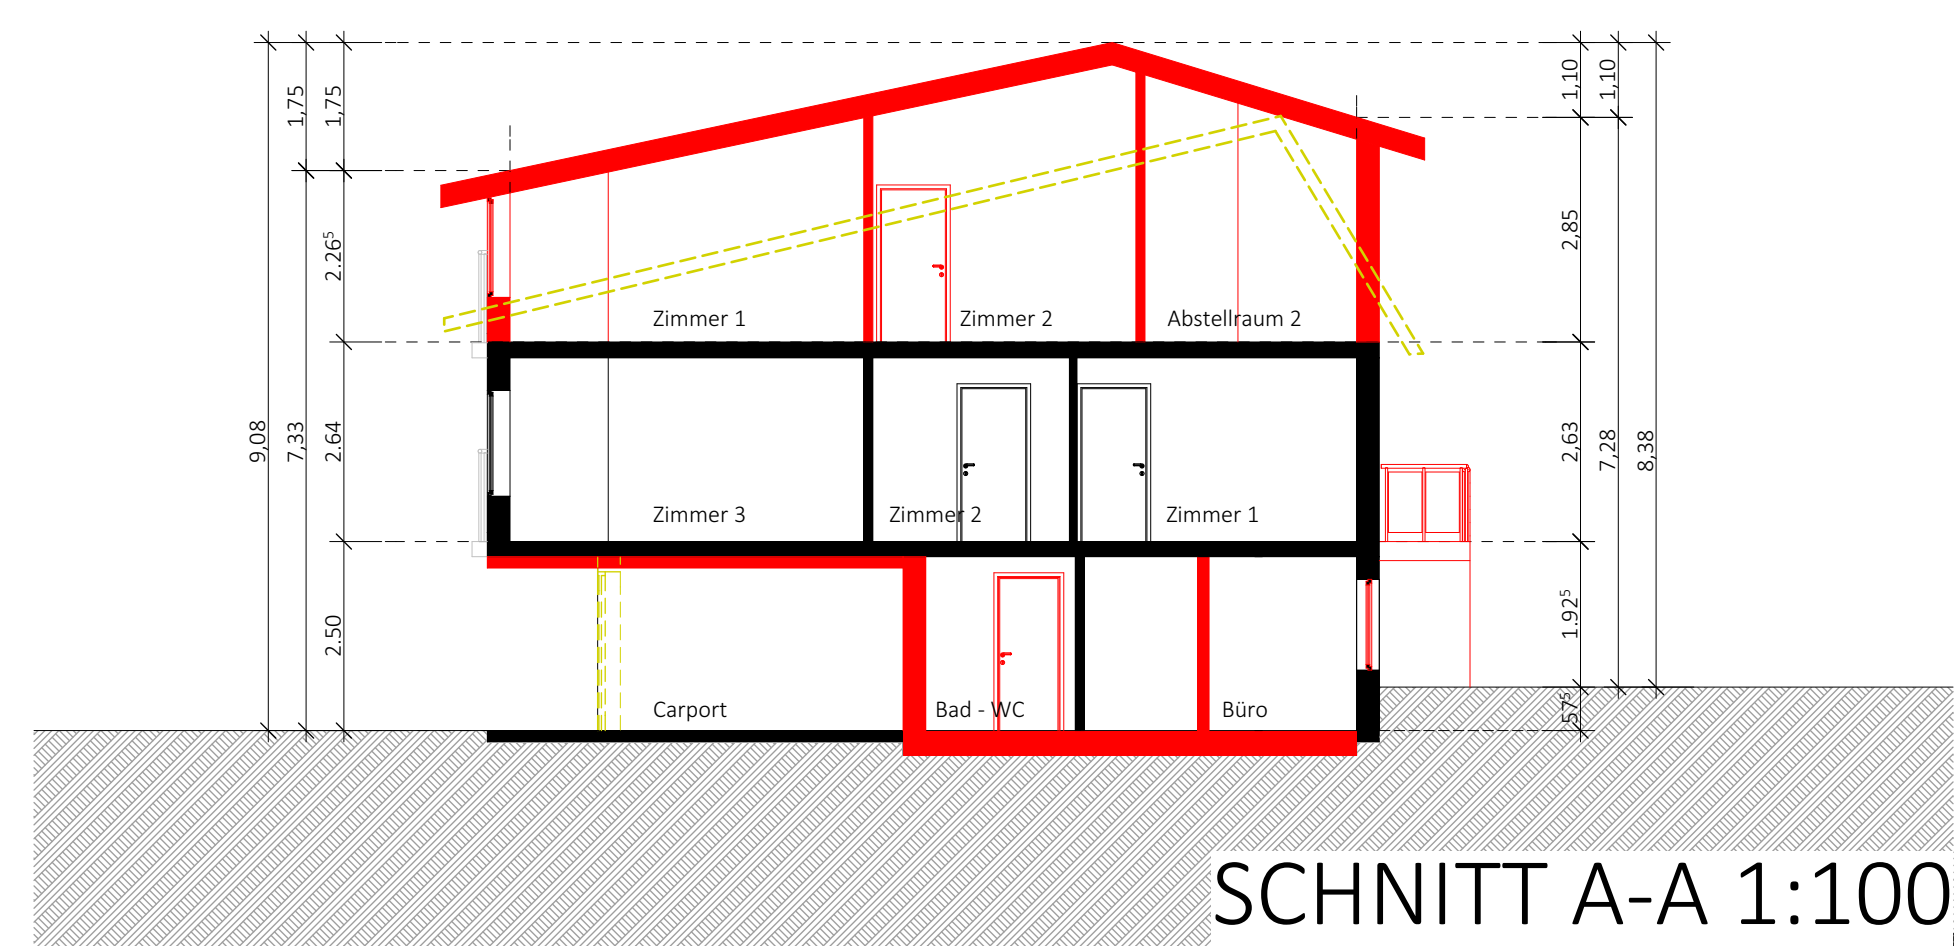 1,75
1,75
1,10
1,10
2.26⁵
2,85
Zimmer 1
Zimmer 2
Abstellraum 2
9,08
7,33
2.64
2,63
7,28
8,38
Zimmer 3
Zimmer 2
Zimmer 1
2.50
1.92⁵
Carport
Bad - WC
Büro
57⁵
SCHNITT A-A 1:100